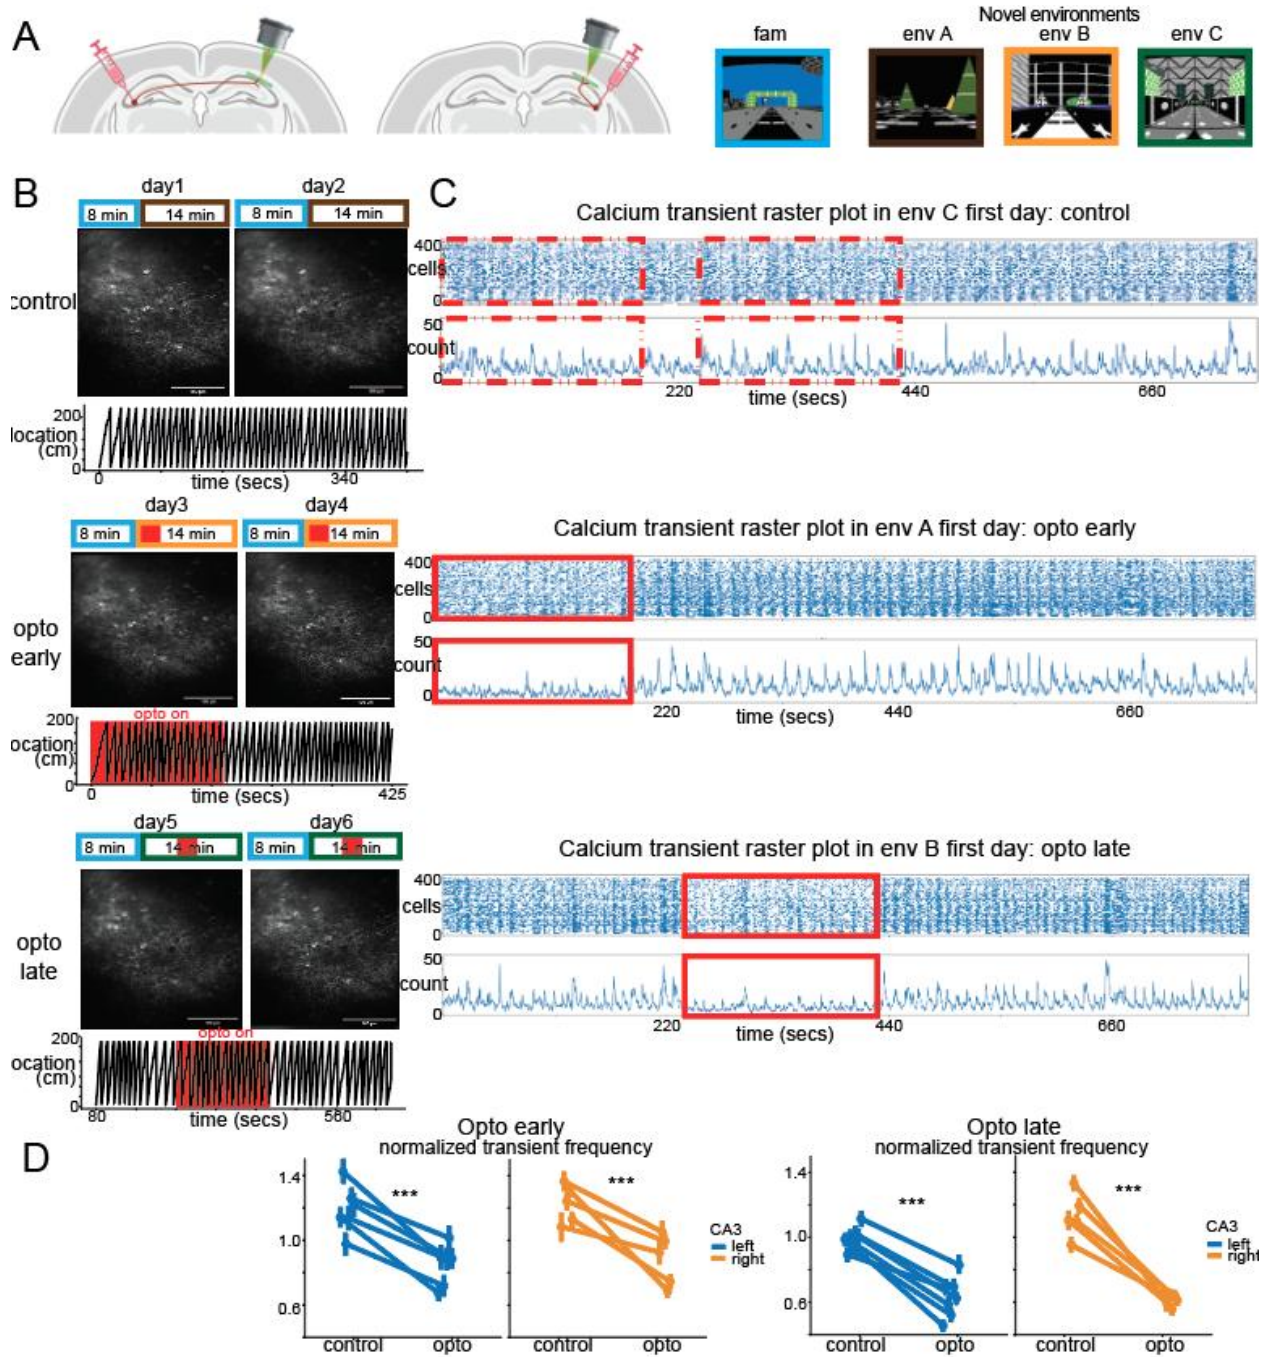 A
Novel environments
fam
env A
env B
env C
B
day1
day2
8 min
14 min
8 min
14 min
control
200
location
(cm)
0
0
340
time (secs)
day3
day4
8 min
14 min
8 min
14 min
opto
early
opto on
200
ocation
(cm)
0
0
425
time (secs)
day5
day6
8 min
14 min
8 min
14 min
opto
late
opto on
200
ocation
(cm)
0
80
560
time (secs)
C
Calcium transient raster plot in env C first day: control
400
cells
0
50
count
0
220
440
660
time (secs)
Calcium transient raster plot in env A first day: opto early
400
cells
0
50
count
0
220
440
660
time (secs)
Calcium transient raster plot in env B first day: opto late
400
cells
0
50
count
0
220
440
660
time (secs)
D
Opto early
normalized transient frequency
1.4
1.0
0.6
***
***
control
opto
control
opto
CA3
left
right
Opto late
normalized transient frequency
1.4
1.0
0.6
***
***
control
opto
control
opto
CA3
left
right